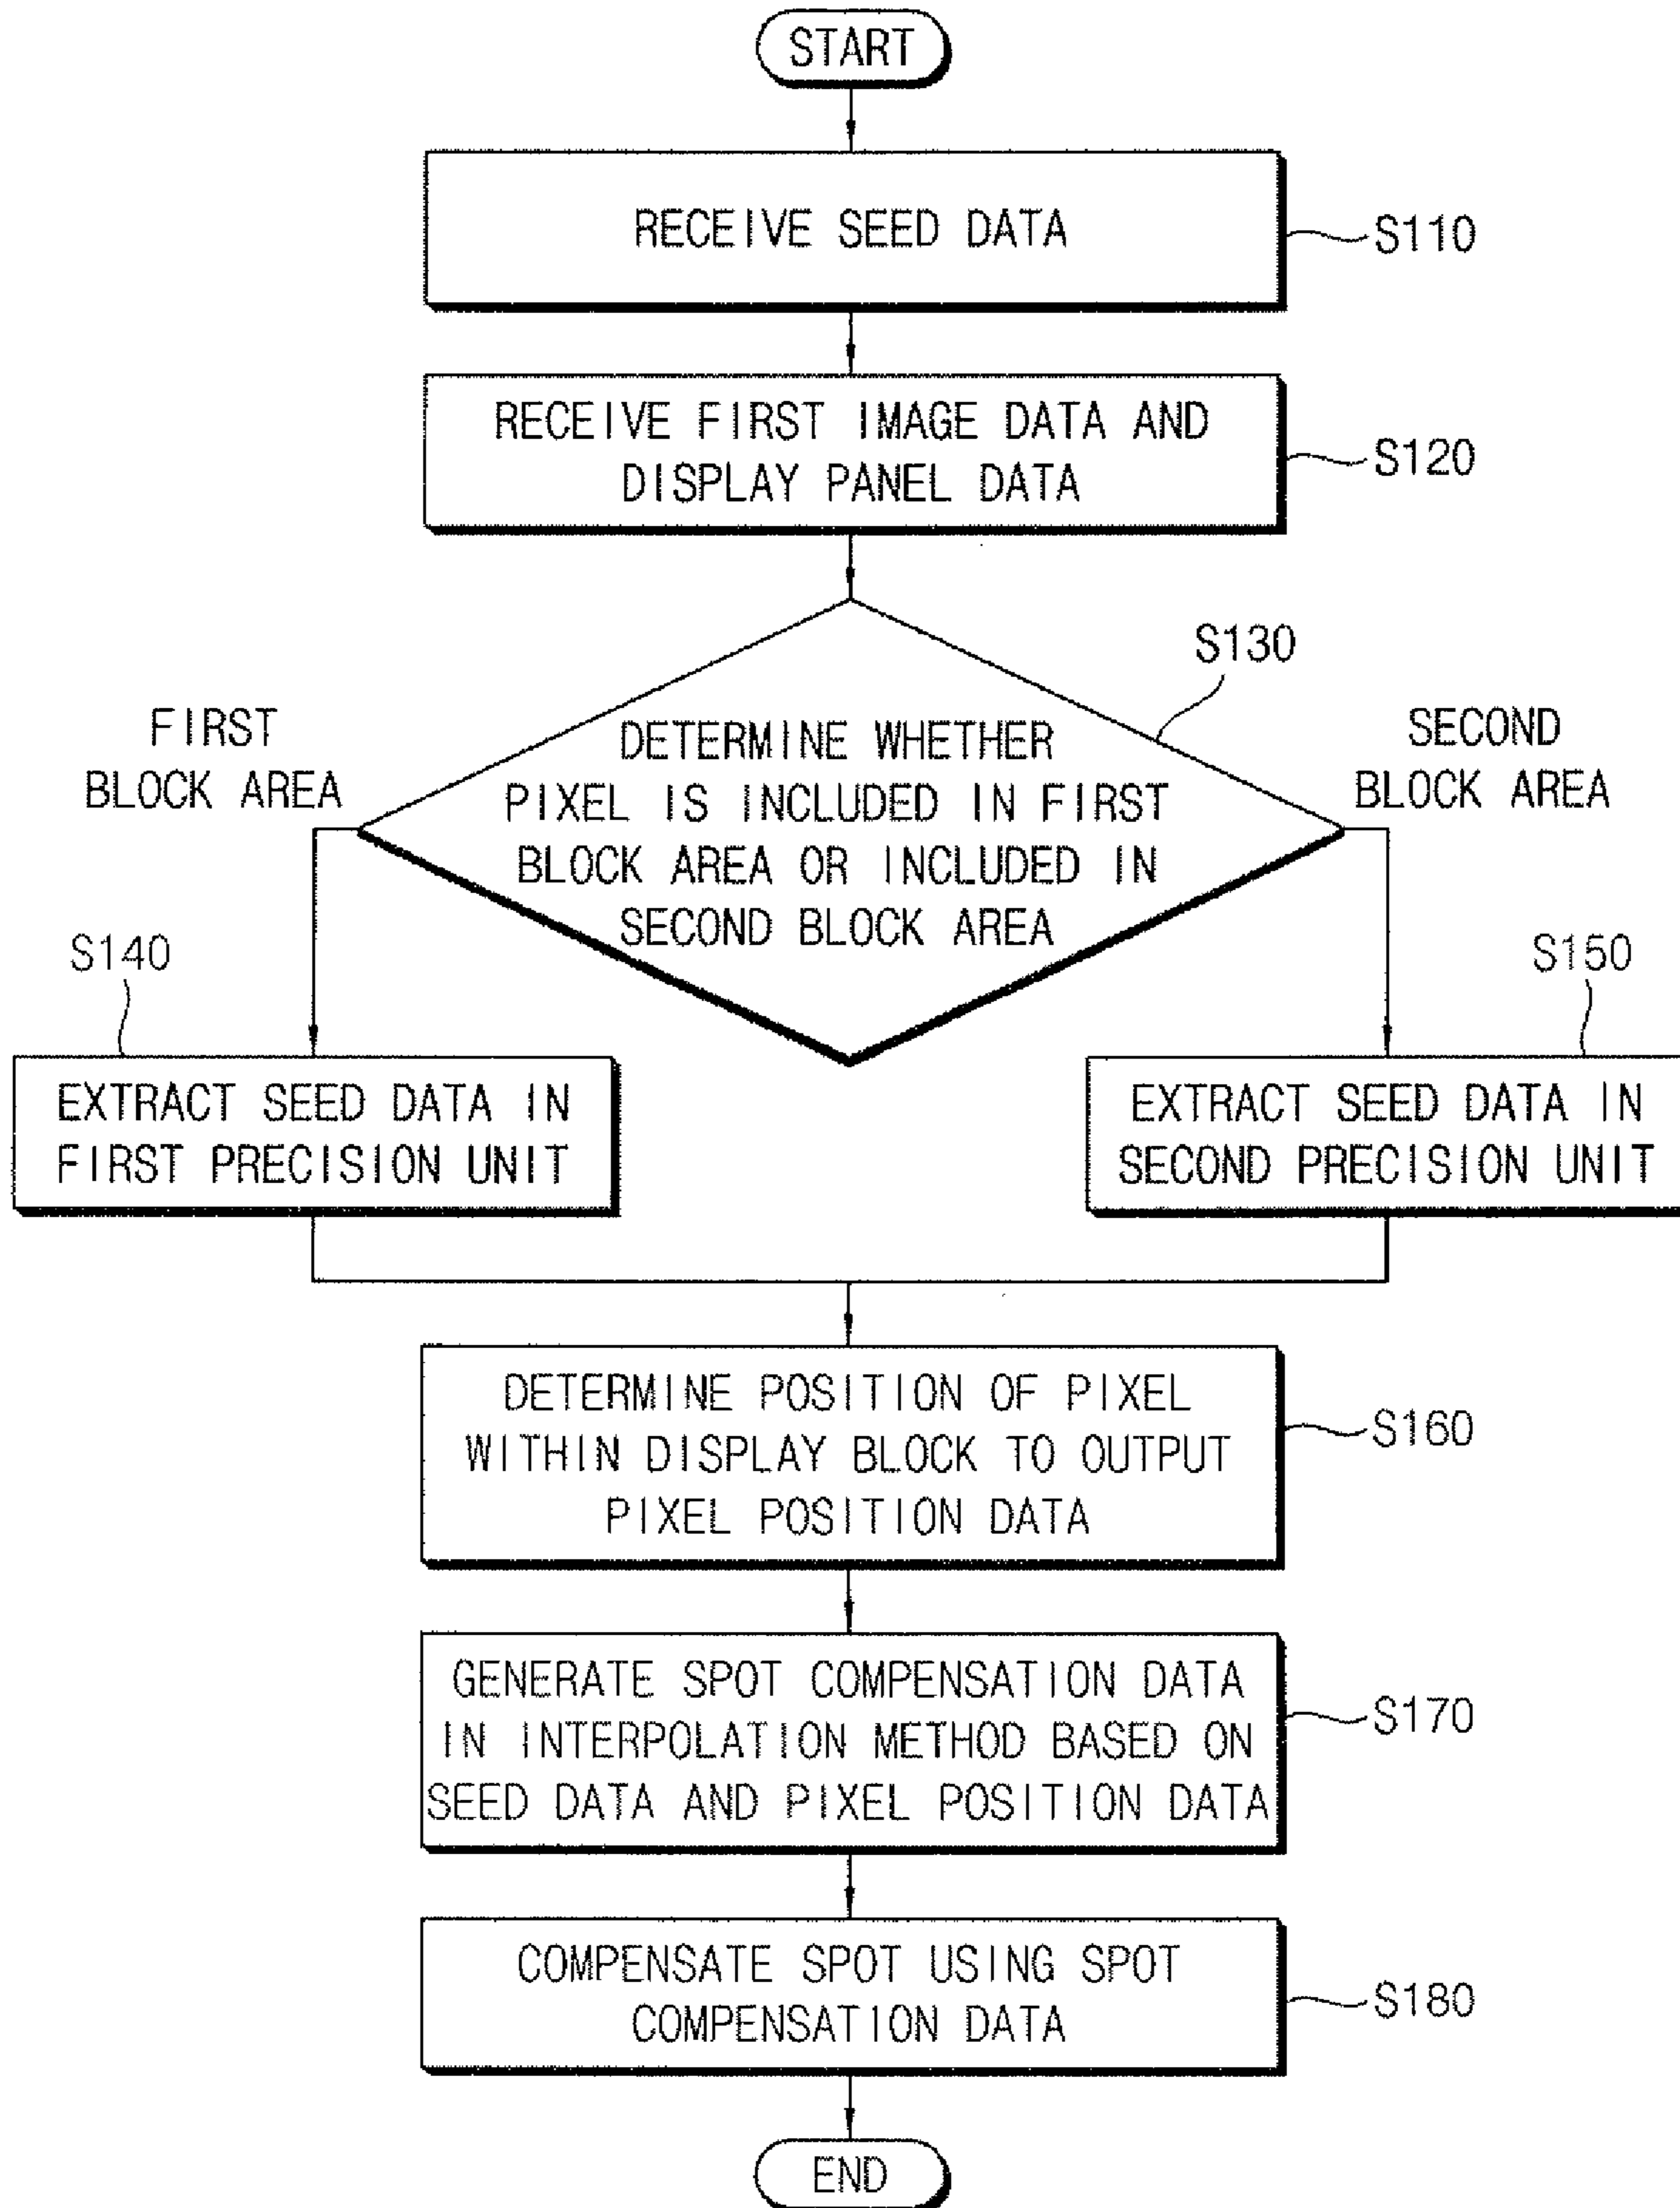 START
RECEIVE SEED DATA
S110
RECEIVE FIRST IMAGE DATA AND
DISPLAY PANEL DATA
S120
S130
FIRST
BLOCK AREA
DETERMINE WHETHER
PIXEL IS INCLUDED IN FIRST
BLOCK AREA OR INCLUDED IN
SECOND BLOCK AREA
SECOND
BLOCK AREA
S140
EXTRACT SEED DATA IN
FIRST PRECISION UNIT
S150
EXTRACT SEED DATA IN
SECOND PRECISION UNIT
DETERMINE POSITION OF PIXEL
WITHIN DISPLAY BLOCK TO OUTPUT
PIXEL POSITION DATA
S160
GENERATE SPOT COMPENSATION DATA
IN INTERPOLATION METHOD BASED ON
SEED DATA AND PIXEL POSITION DATA
S170
COMPENSATE SPOT USING SPOT
COMPENSATION DATA
S180
END